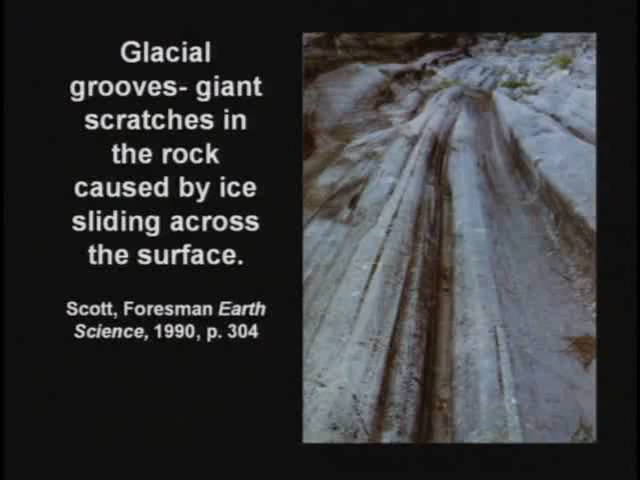 Glacial
grooves- giant
scratches in
the rock
caused by ice
sliding across
the surface.
Scott, Foresman Earth
Science, 1990, p. 304